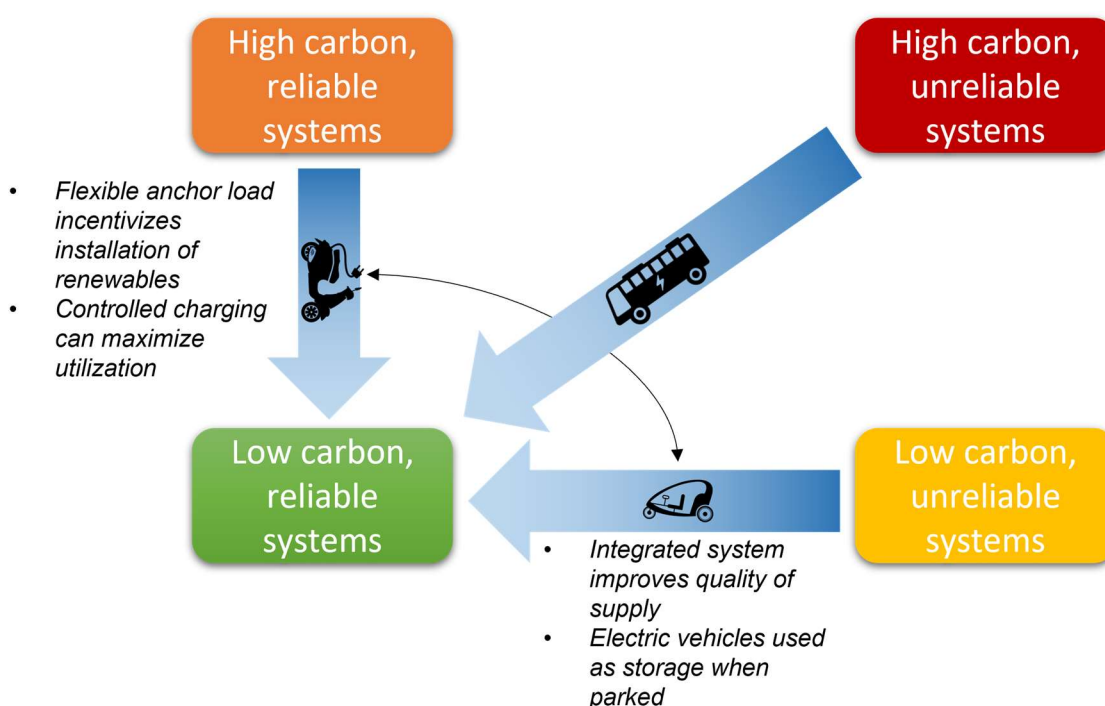 High carbon,
reliable
systems
High carbon,
unreliable
systems
• Flexible anchor load
incentivizes
installation of
renewables
• Controlled charging
can maximize
utilization
Low carbon,
reliable
systems
Low carbon,
unreliable
systems
• Integrated system
improves quality of
supply
• Electric vehicles used
as storage when
parked